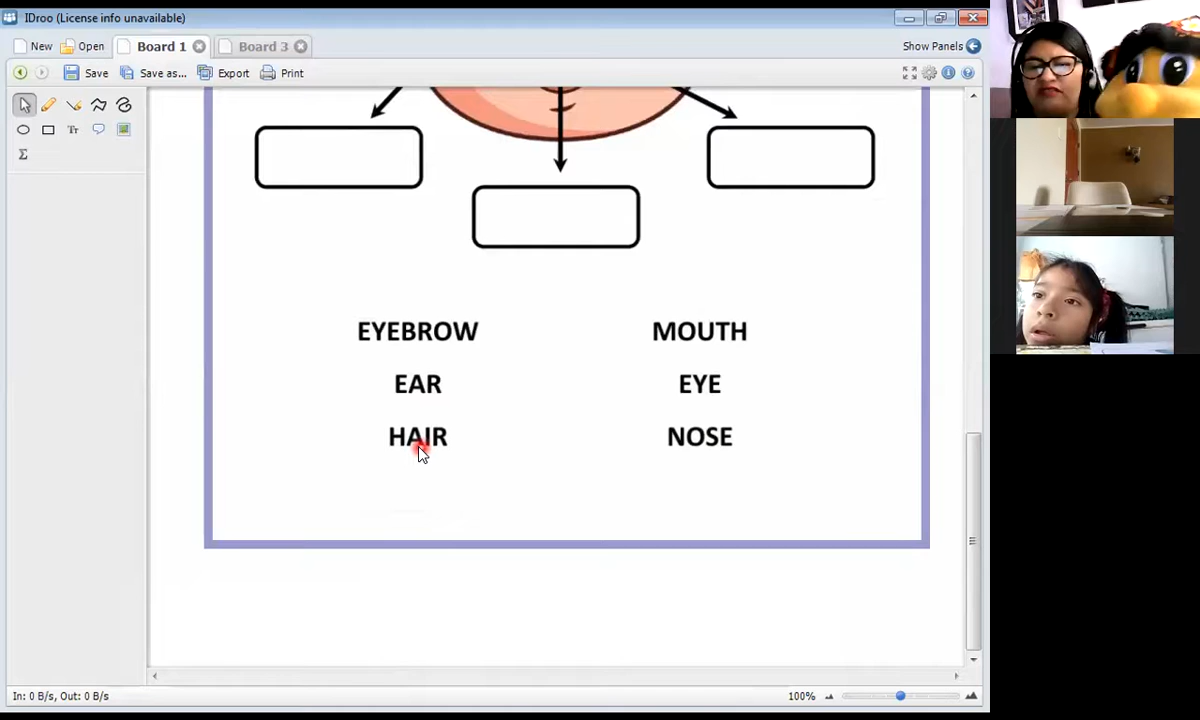 IDroo (License info unavailable)
New Open Board 1 Board 3 Show Panels
Save Save as... Export Print
Tт
Σ
EYEBROW MOUTH
EAR EYE
HAIR NOSE
In: 0 B/s, Out: 0 B/s 100%